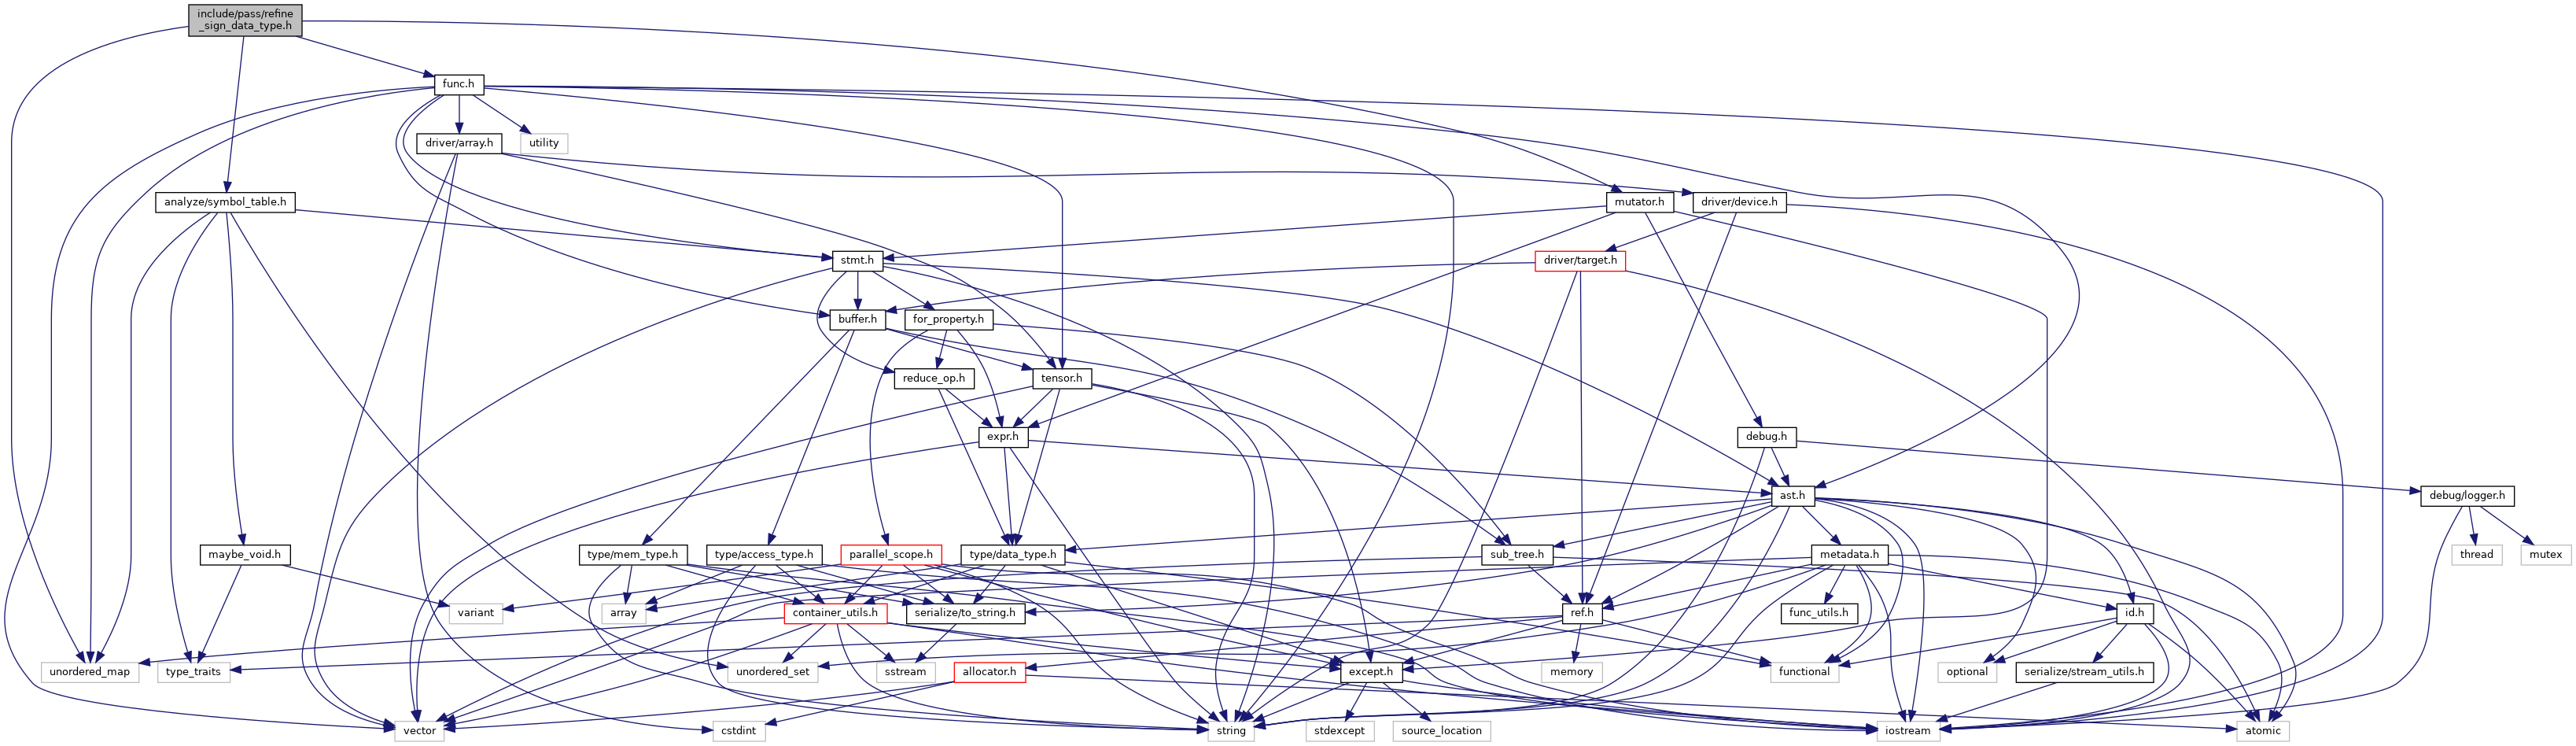 include/pass/refine
_sign_data_type.h
func.h
driver/array.h
utility
analyze/symbol_table.h
mutator.h
driver/device.h
stmt.h
driver/target.h
buffer.h
for_property.h
reduce_op.h
tensor.h
expr.h
debug.h
ast.h
debug/logger.h
maybe_void.h
type/mem_type.h
type/access_type.h
parallel_scope.h
type/data_type.h
sub_tree.h
metadata.h
thread
mutex
variant
array
container_utils.h
serialize/to_string.h
ref.h
func_utils.h
id.h
unordered_map
type_traits
unordered_set
sstream
allocator.h
except.h
memory
functional
optional
serialize/stream_utils.h
vector
cstdint
string
stdexcept
source_location
iostream
atomic